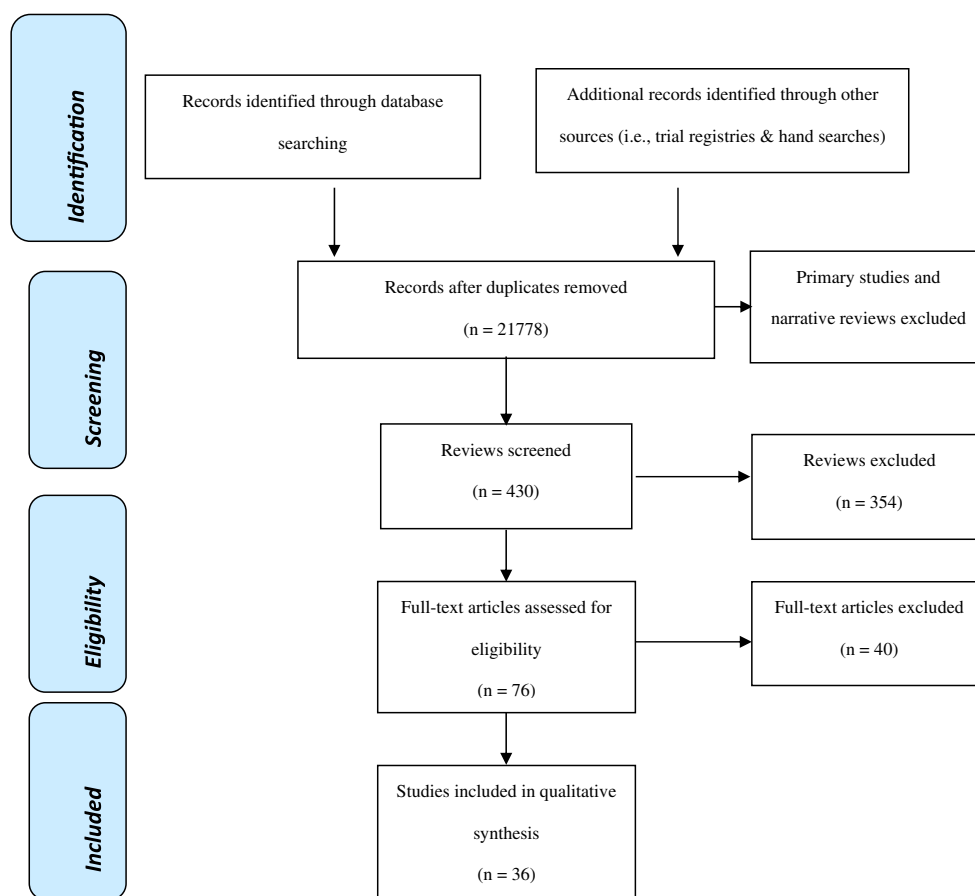 Identification
Records identified through database
searching
Additional records identified through other
sources (i.e., trial registries & hand searches)
Screening
Records after duplicates removed
(n = 21778)
Primary studies and
narrative reviews excluded
Reviews screened
(n = 430)
Reviews excluded
(n = 354)
Eligibility
Full-text articles assessed for
eligibility
(n = 76)
Full-text articles excluded
(n = 40)
Included
Studies included in qualitative
synthesis
(n = 36)